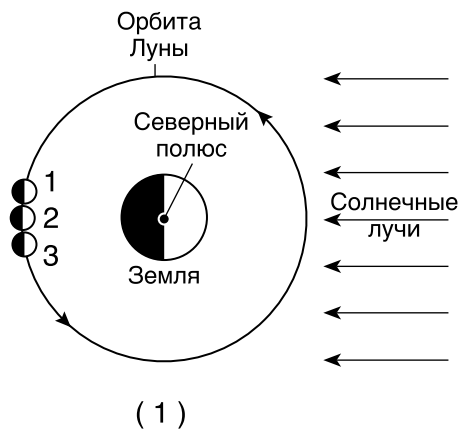 Орбита
Луны
Северный
полюс
1
2
3
Солнечные
лучи
Земля
( 1 )